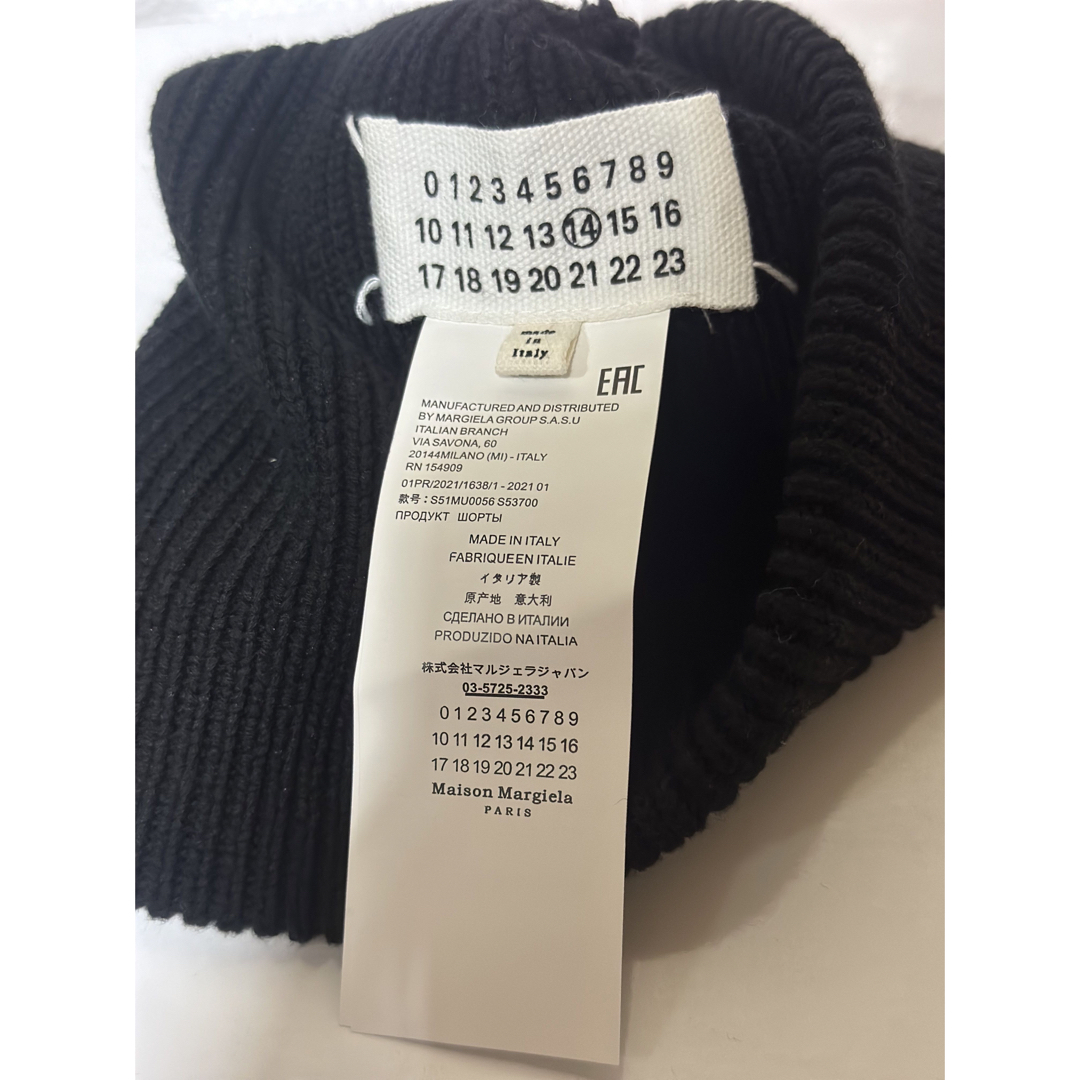 0 1 2 3 4 5 6 7 8 9
10 11 12 13 14 15 16
17 18 19 20 21 22 23
made
in
Italy
EAC
MANUFACTURED AND DISTRIBUTED
BY MARGIELA GROUP S.A.S.U
ITALIAN BRANCH
VIA SAVONA, 60
20144MILANO (MI) - ITALY
RN 154909
01PR/2021/1638/1 - 2021 01
款号：S51MU0056 S53700
ПРОДУКТ ШОРТЫ
MADE IN ITALY
FABRIQUEEN ITALIE
イタリア製
原产地 意大利
СДЕЛАНО В ИТАЛИИ
PRODUZIDO NA ITALIA
株式会社マルジェラジャパン
03-5725-2333
0 1 2 3 4 5 6 7 8 9
10 11 12 13 14 15 16
17 18 19 20 21 22 23
Maison Margiela
PARIS